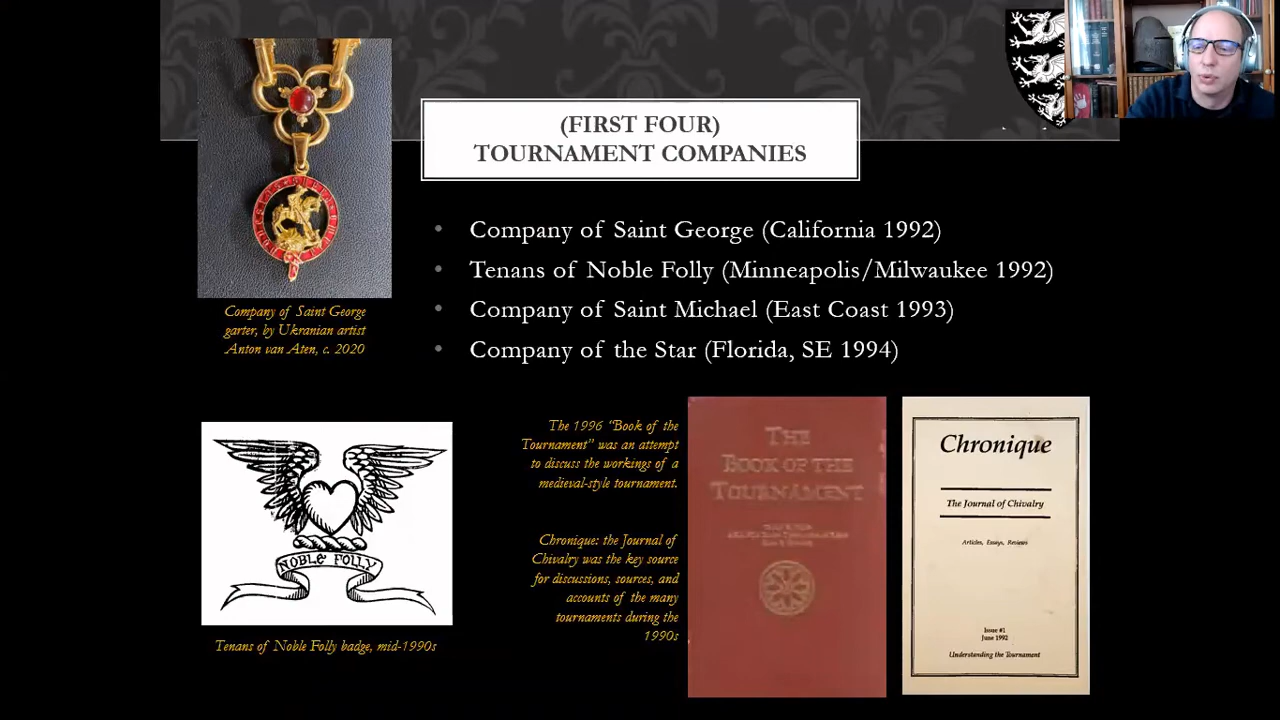 (FIRST FOUR)
TOURNAMENT COMPANIES
• Company of Saint George (California 1992)
• Tenans of Noble Folly (Minneapolis/Milwaukee 1992)
• Company of Saint Michael (East Coast 1993)
• Company of the Star (Florida, SE 1994)
Company of Saint George
garter, by Ukranian artist
Anton van Aten, c. 2020
NOBLE FOLLY
Tenans of Noble Folly badge, mid-1990s
The 1996 “Book of the
Tournament” was an attempt
to discuss the workings of a
medieval-style tournament.
Chronique: the Journal of
Chivalry was the key source
for discussions, sources, and
accounts of the many
tournaments during the
1990s
THE
BOOK OF THE
TOURNAMENT
Chronique
The Journal of Chivalry
Articles, Essays, Reviews
Issue #1
June 1992
Understanding the Tournament